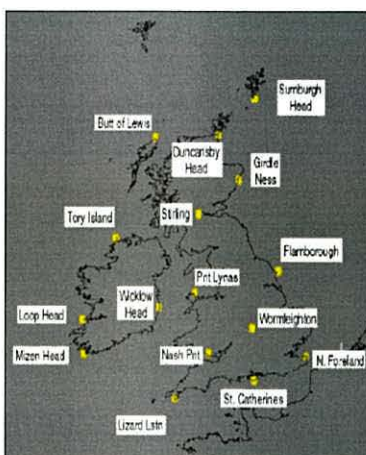 Sumburgh
Head
Butt of Lewis
Duncansby
Head
Girdle
Ness
Stirling
Tory Island
Flamborough
Pnt Lynas
Wicklow
Head
Loop Head
Wormleighton
Mizen Head
Nash Pnt
N. Foreland
St. Catherines
Lizard Lstn